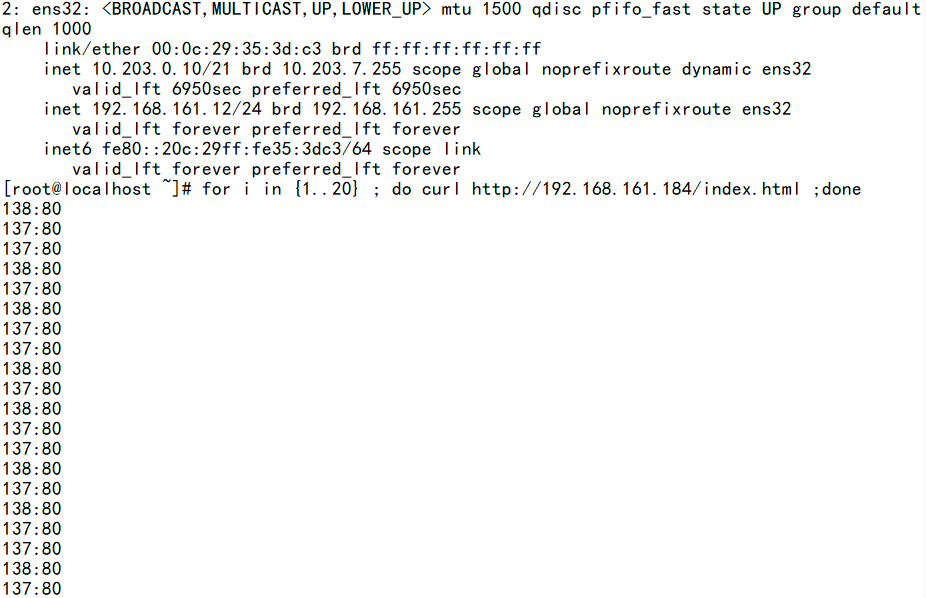 2: ens32: <BROADCAST,MULTICAST,UP,LOWER_UP> mtu 1500 qdisc pfifo_fast state UP group default
qlen 1000
link/ether 00:0c:29:35:3d:c3 brd ff:ff:ff:ff:ff:ff
inet 10.203.0.10/21 brd 10.203.7.255 scope global noprefixroute dynamic ens32
valid_lft 6950sec preferred_lft 6950sec
inet 192.168.161.12/24 brd 192.168.161.255 scope global noprefixroute ens32
valid_lft forever preferred_lft forever
inet6 fe80::20c:29ff:fe35:3dc3/64 scope link
valid_lft forever preferred_lft forever
[root@localhost ~]# for i in {1..20} ; do curl http://192.168.161.184/index.html ;done
138:80
137:80
137:80
138:80
137:80
138:80
137:80
137:80
138:80
137:80
138:80
137:80
137:80
138:80
137:80
138:80
137:80
137:80
138:80
137:80